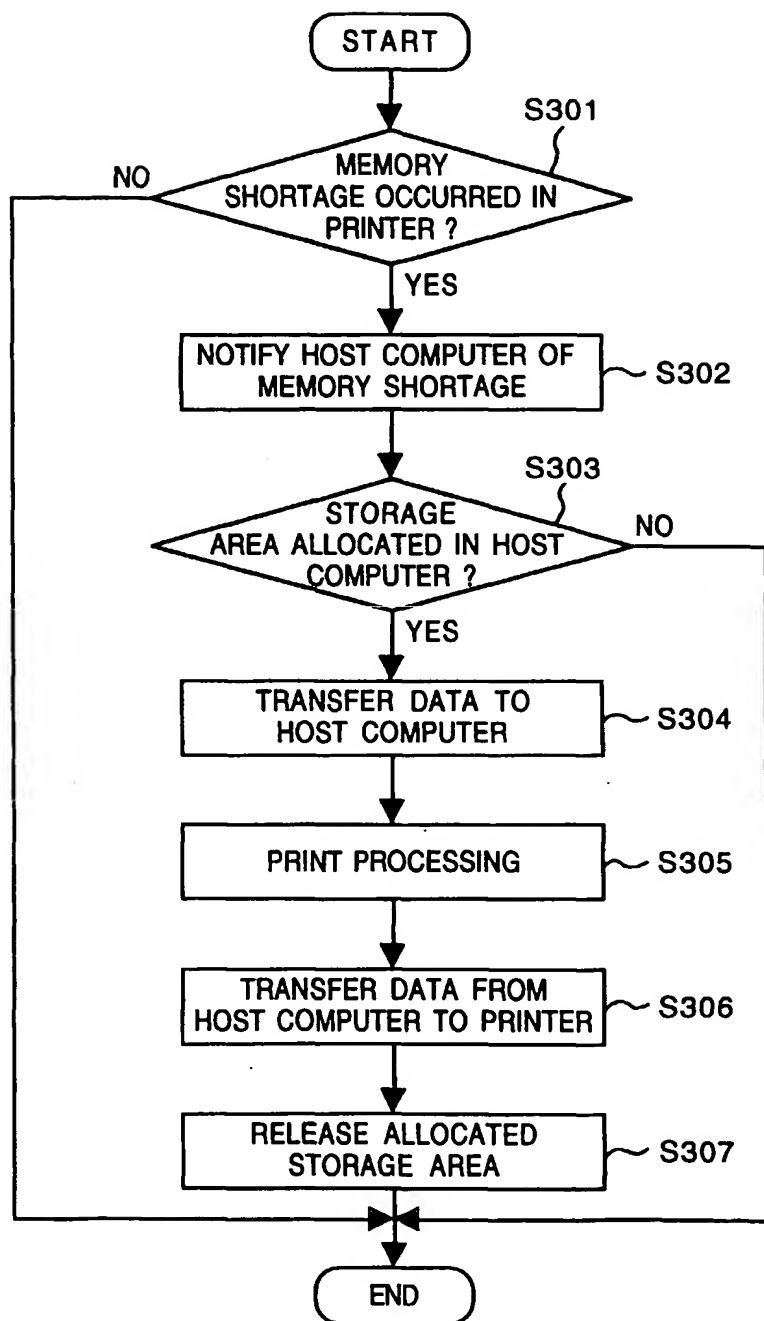 START
S301
MEMORY
SHORTAGE OCCURRED IN
PRINTER ?
NO
YES
NOTIFY HOST COMPUTER OF
MEMORY SHORTAGE
S302
S303
STORAGE
AREA ALLOCATED IN HOST
COMPUTER ?
NO
YES
TRANSFER DATA TO
HOST COMPUTER
S304
PRINT PROCESSING
S305
TRANSFER DATA FROM
HOST COMPUTER TO PRINTER
S306
RELEASE ALLOCATED
STORAGE AREA
S307
END